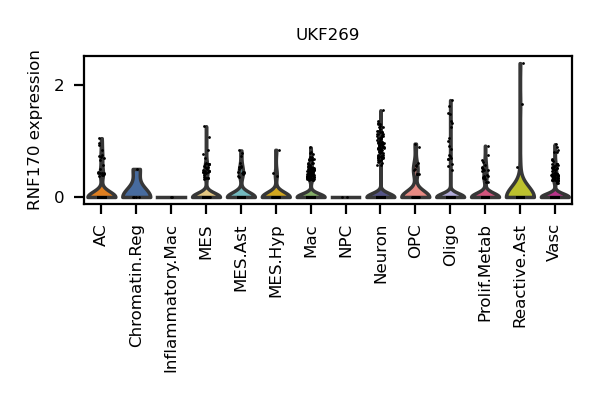 UKF269
RNF170 expression
2
0
AC
Chromatin.Reg
Inflammatory.Mac
MES
MES.Ast
MES.Hyp
Mac
NPC
Neuron
OPC
Oligo
Prolif.Metab
Reactive.Ast
Vasc